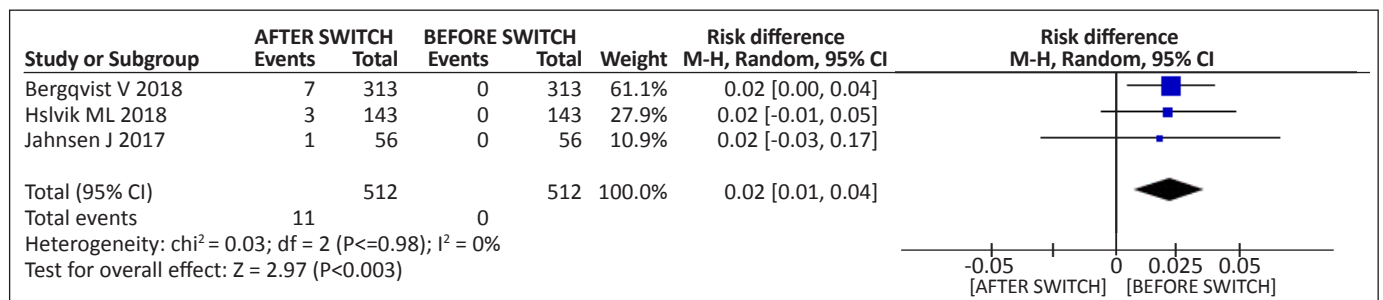 AFTER SWITCH BEFORE SWITCH Risk difference Risk difference
Study or Subgroup Events Total Events Total Weight M-H, Random, 95% CI M-H, Random, 95% CI
Bergqvist V 2018 7 313 0 313 61.1% 0.02 [0.00, 0.04]
Hslvik ML 2018 3 143 0 143 27.9% 0.02 [-0.01, 0.05]
Jahnsen J 2017 1 56 0 56 10.9% 0.02 [-0.03, 0.17]
Total (95% CI) 512 512 100.0% 0.02 [0.01, 0.04]
Total events 11 0
Heterogeneity: chi² = 0.03; df = 2 (P<=0.98); I² = 0%
Test for overall effect: Z = 2.97 (P<0.003)
-0.05 0 0.025 0.05
[AFTER SWITCH] [BEFORE SWITCH]